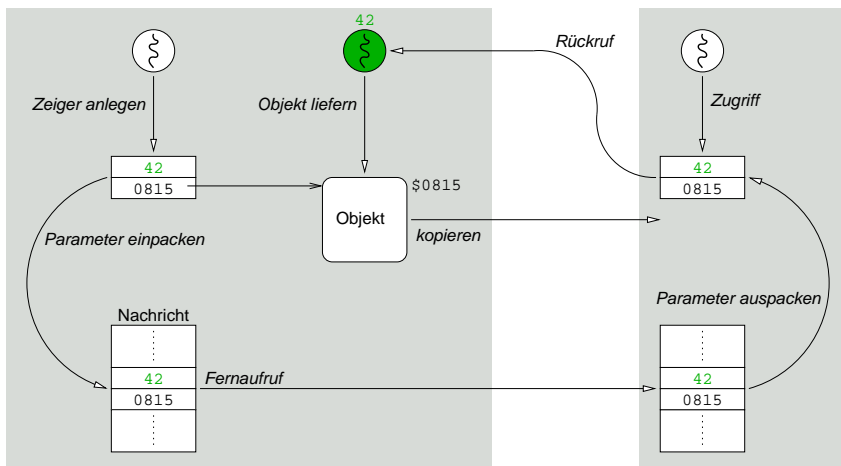 42
Rückruf
Zeiger anlegen
Objekt liefern
Zugriff
42
0815
$0815
42
0815
Objekt
kopieren
Parameter einpacken
Parameter auspacken
Nachricht
42
0815
Fernaufruf
42
0815